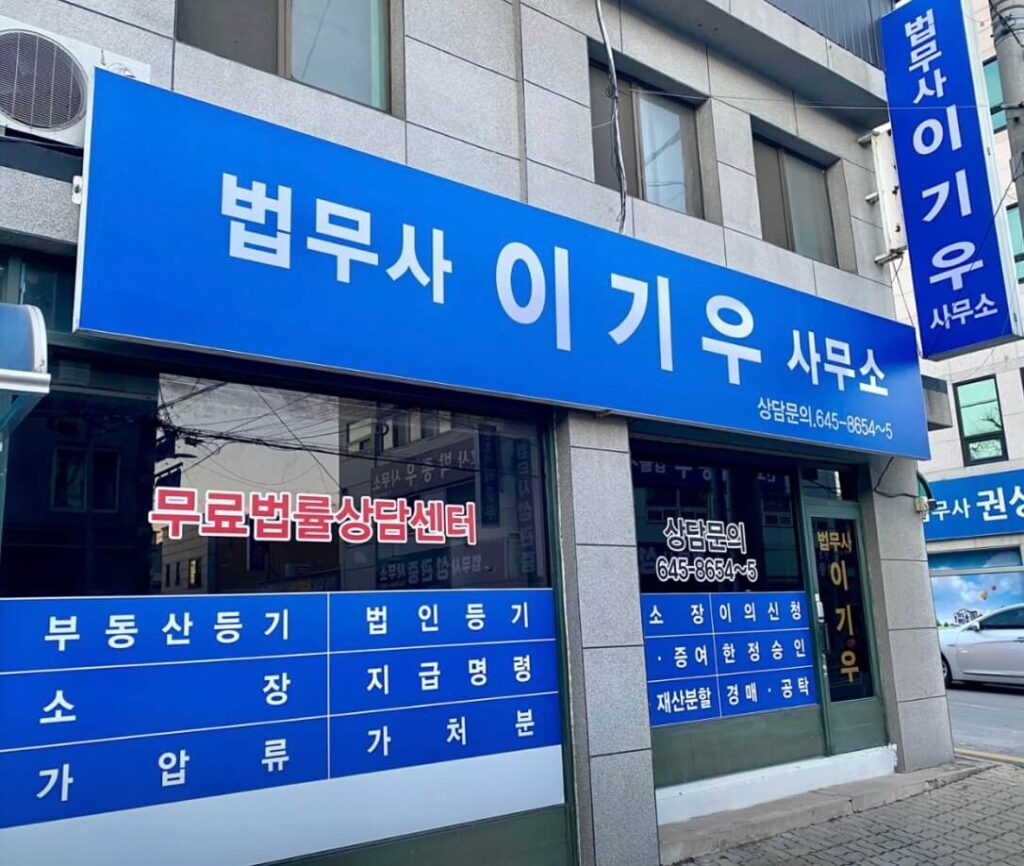 법무사 이기우 사무소
상담문의.645-8654~5
법무사 이기우 사무소
무료법률상담센터
부동산등기 법인등기
소장 지급명령
가압류 가처분
상담문의
645-8654~5
소장 이의신청
·증여 한정승인
·재산분할 경매·공탁
법무사 이기우
법무사 권성